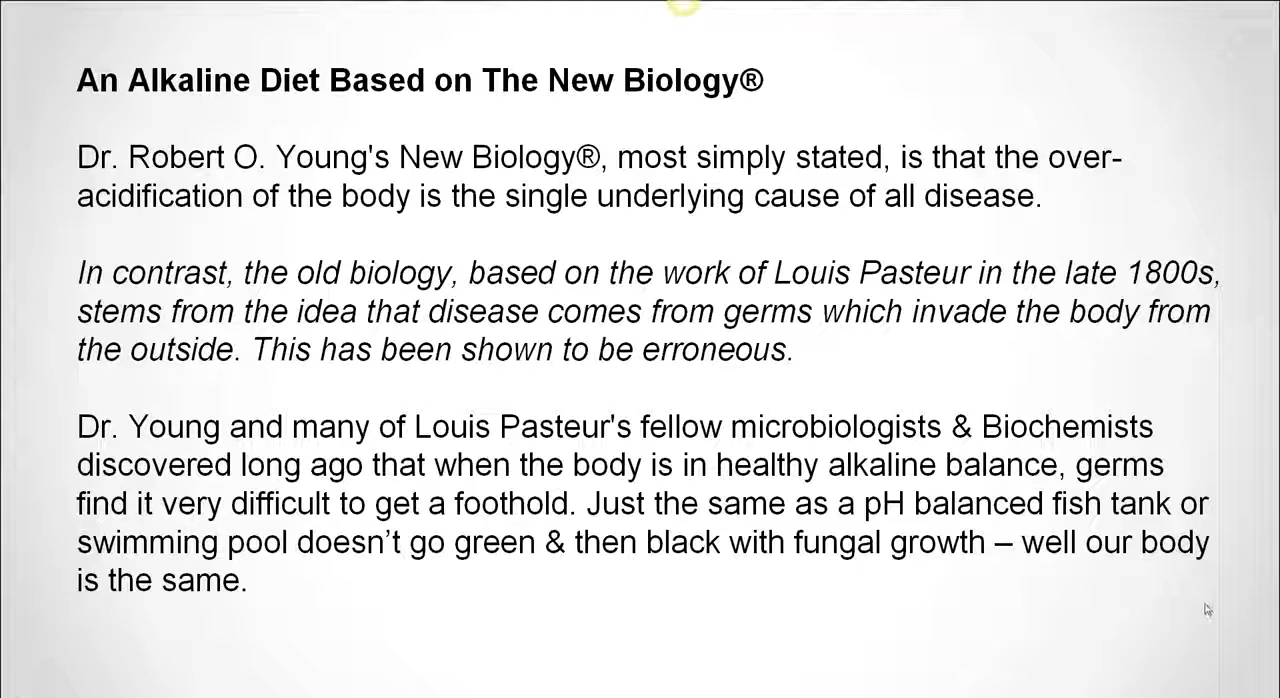 An Alkaline Diet Based on The New Biology®
Dr. Robert O. Young's New Biology®, most simply stated, is that the over-
acidification of the body is the single underlying cause of all disease.
In contrast, the old biology, based on the work of Louis Pasteur in the late 1800s,
stems from the idea that disease comes from germs which invade the body from
the outside. This has been shown to be erroneous.
Dr. Young and many of Louis Pasteur's fellow microbiologists & Biochemists
discovered long ago that when the body is in healthy alkaline balance, germs
find it very difficult to get a foothold. Just the same as a pH balanced fish tank or
swimming pool doesn’t go green & then black with fungal growth – well our body
is the same.